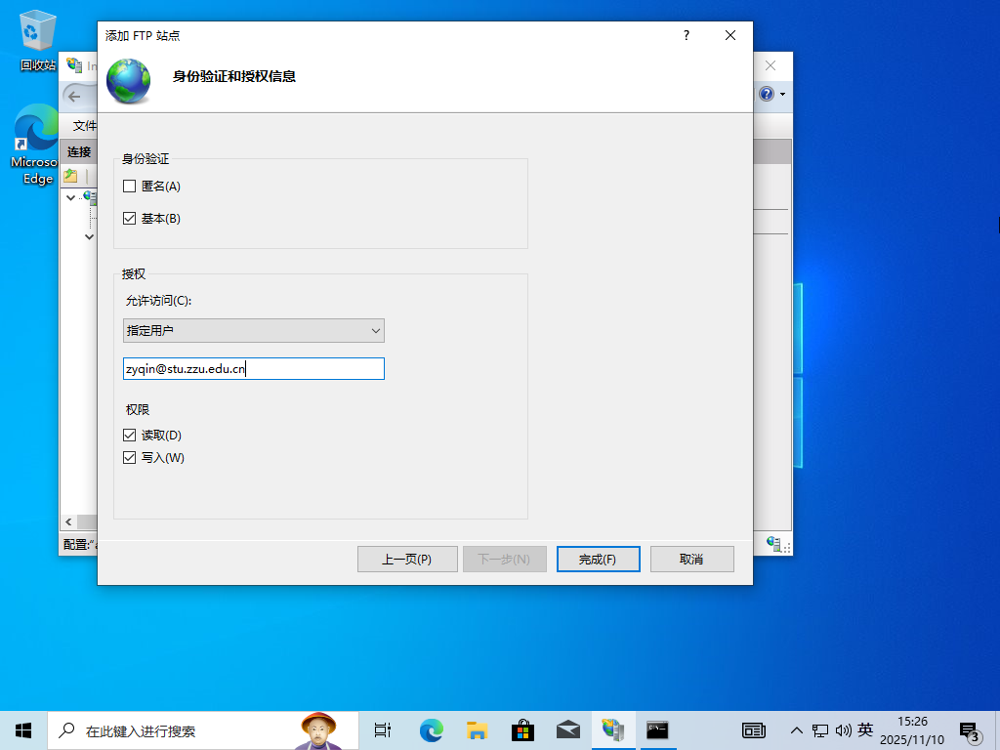 回收站
Microso
Edge
添加 FTP 站点
?
身份验证和授权信息
文件
连接
身份验证
匿名(A)
基本(B)
授权
允许访问(C):
指定用户
zyqin@stu.zzu.edu.cn
权限
读取(D)
写入(W)
配置:"a
上一页(P)
下一步(N)
完成(F)
取消
在此键入进行搜索
英
15:26
2025/11/10
3